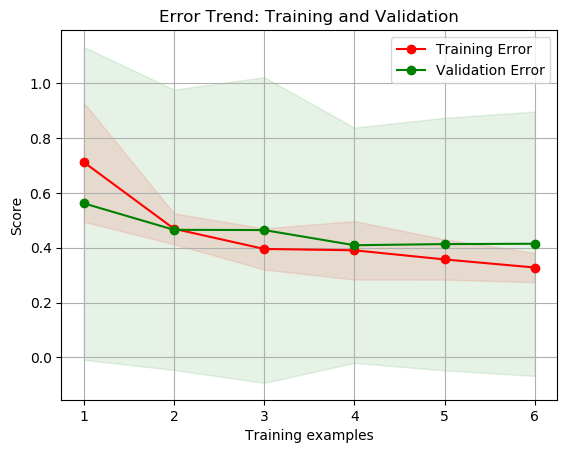 Error Trend: Training and Validation
Training Error
Validation Error
Score
1.0
0.8
0.6
0.4
0.2
0.0
1 2 3 4 5 6
Training examples